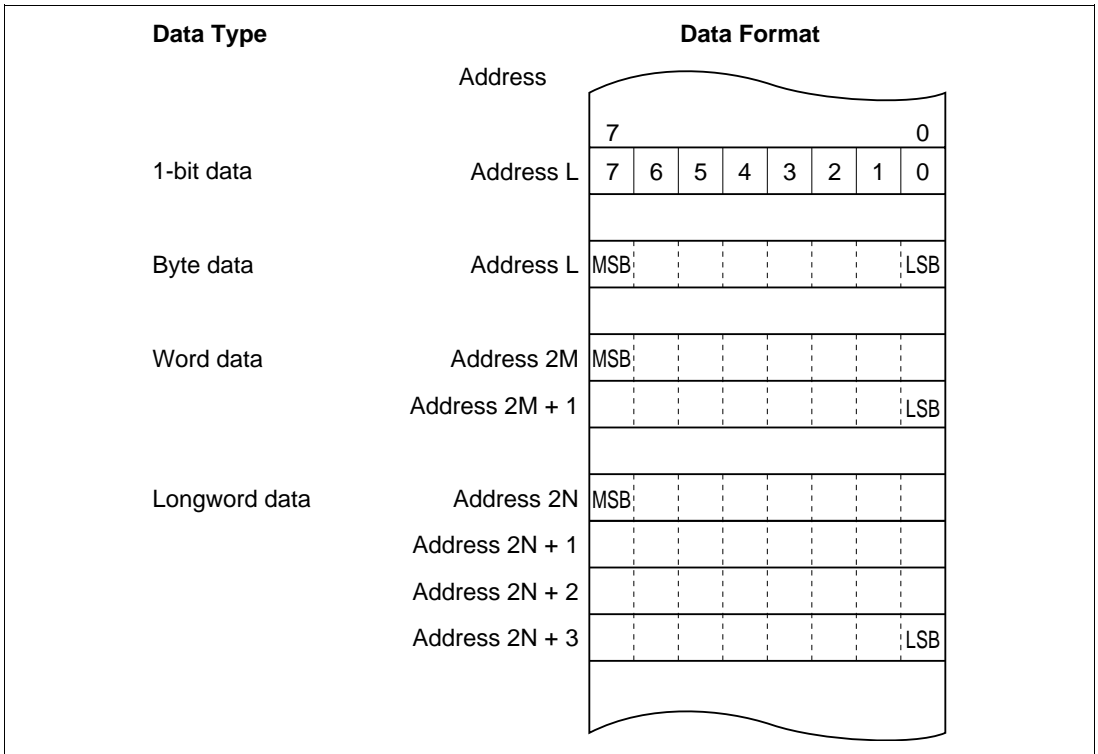 Data Type Data Format
Address
7 0
1-bit data Address L 7 6 5 4 3 2 1 0
Byte data Address L MSB LSB
Word data Address 2M MSB
Address 2M + 1 LSB
Longword data Address 2N MSB
Address 2N + 1
Address 2N + 2
Address 2N + 3 LSB